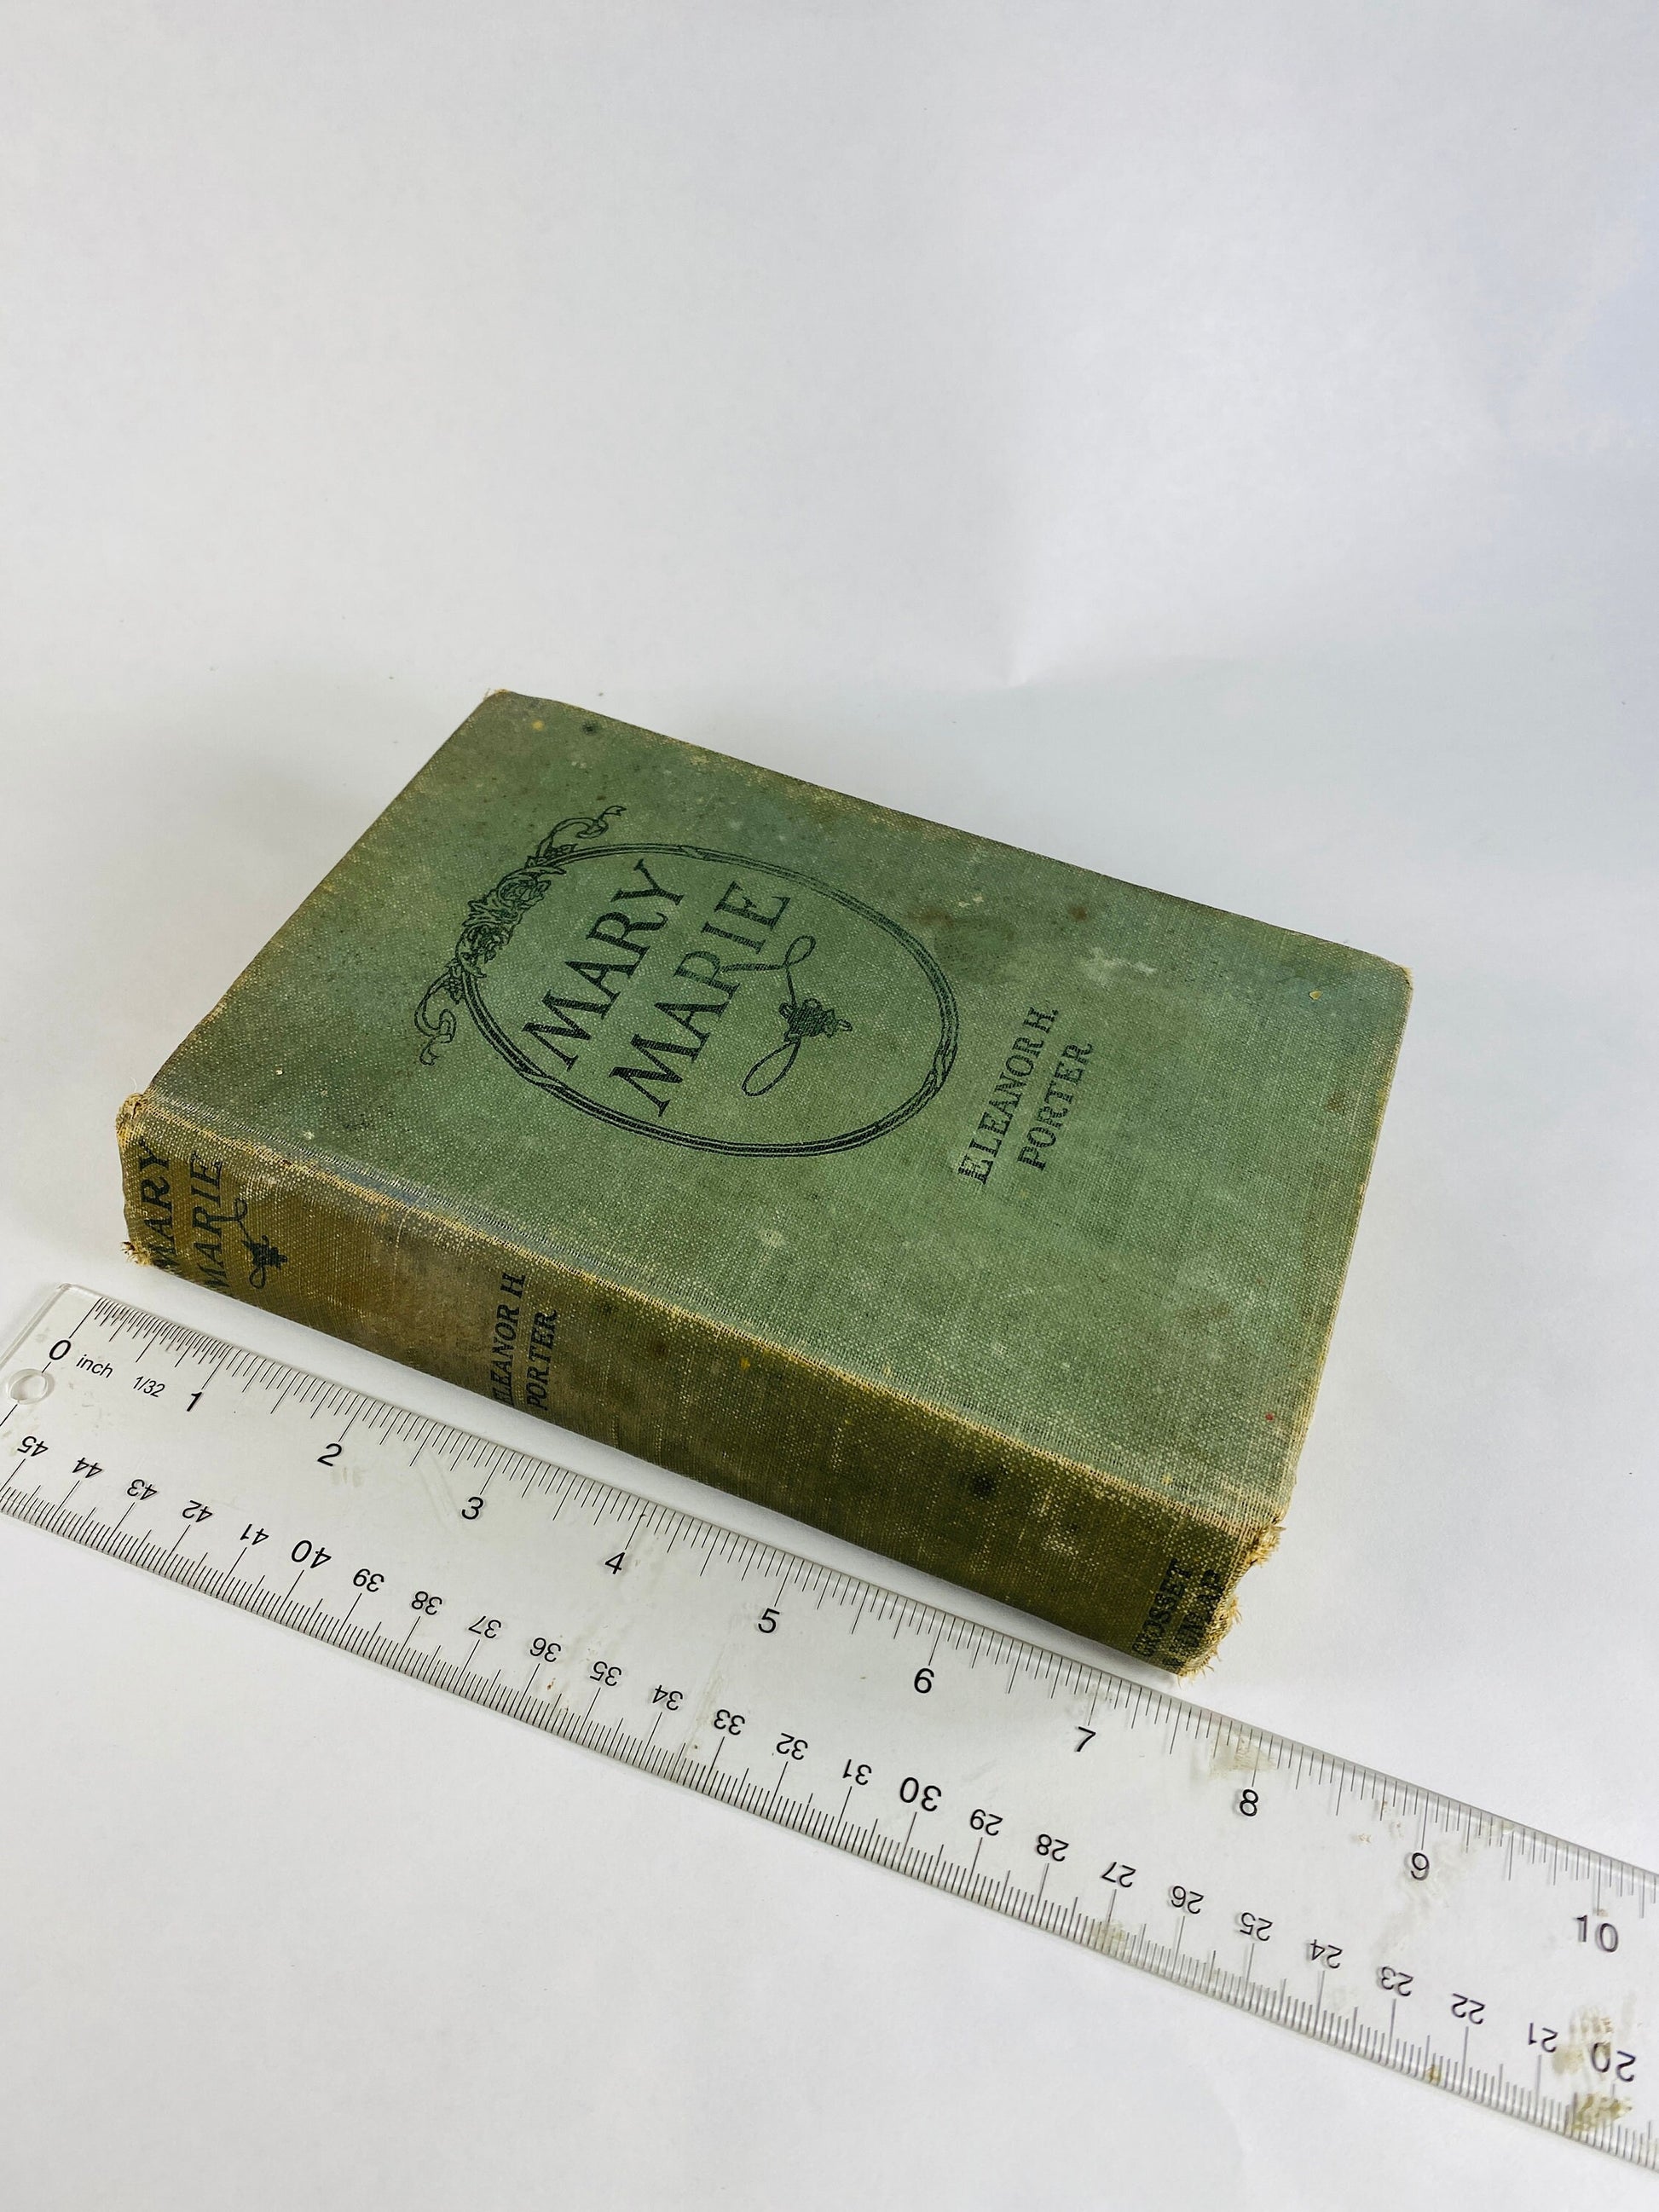 MARY
MARIE
ELEANOR H.
PORTER
MARY
MARIE
ELEANOR H
PORTER
GROSSET
DUNLAP
0 inch 1/32 1 2 3 4 5 6 7 8 9 10
45 44 43 42 41 40 39 38 37 36 35 34 33 32 31 30 29 28 27 26 25 24 23 22 21 20